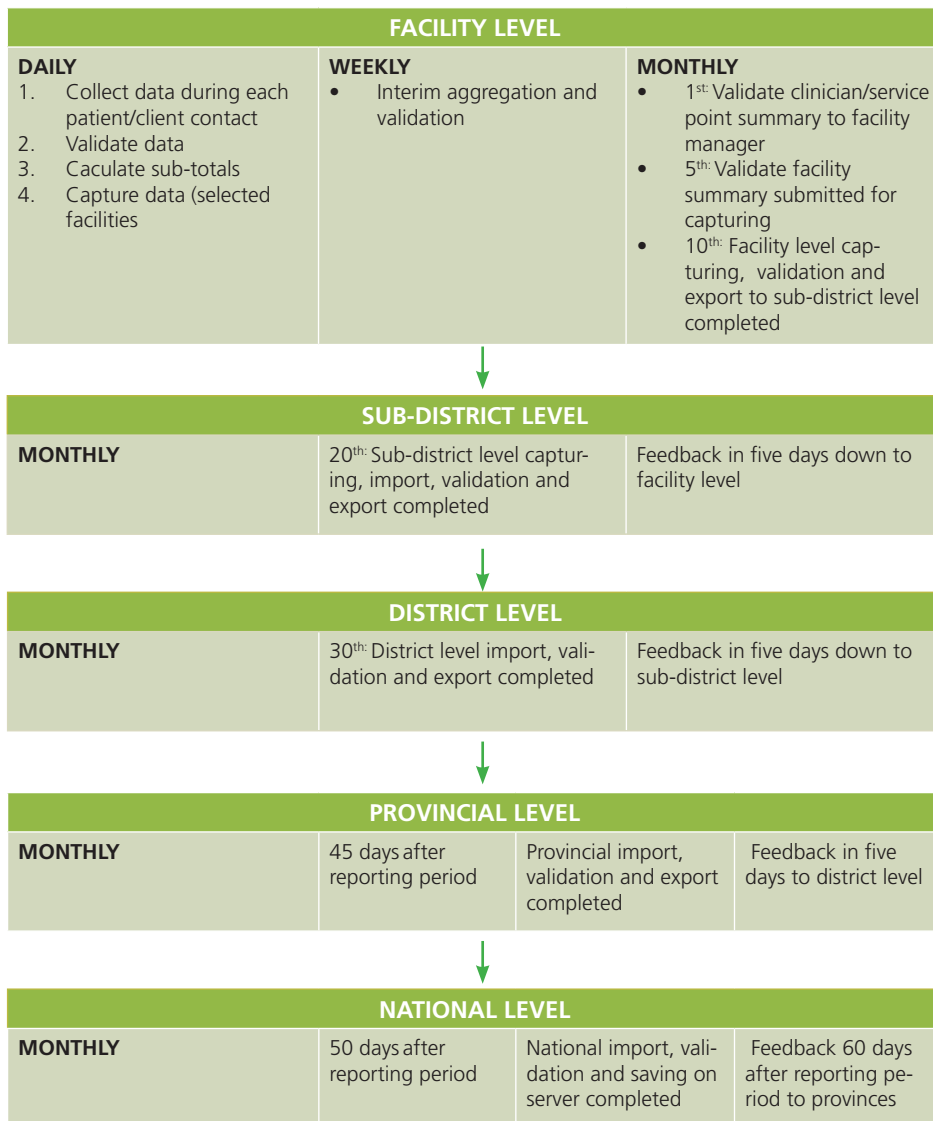 FACILITY LEVEL
DAILY
1. Collect data during each
patient/client contact
2. Validate data
3. Caculate sub-totals
4. Capture data (selected
facilities
WEEKLY
• Interim aggregation and
validation
MONTHLY
• 1st: Validate clinician/service
point summary to facility
manager
• 5th: Validate facility
summary submitted for
capturing
• 10th: Facility level cap-
turing, validation and
export to sub-district level
completed
SUB-DISTRICT LEVEL
MONTHLY
20th: Sub-district level captur-
ing, import, validation and
export completed
Feedback in five days down to
facility level
DISTRICT LEVEL
MONTHLY
30th: District level import, vali-
dation and export completed
Feedback in five days down to
sub-district level
PROVINCIAL LEVEL
MONTHLY
45 days after
reporting period
Provincial import,
validation and export
completed
Feedback in five
days to district level
NATIONAL LEVEL
MONTHLY
50 days after
reporting period
National import, vali-
dation and saving on
server completed
Feedback 60 days
after reporting pe-
riod to provinces